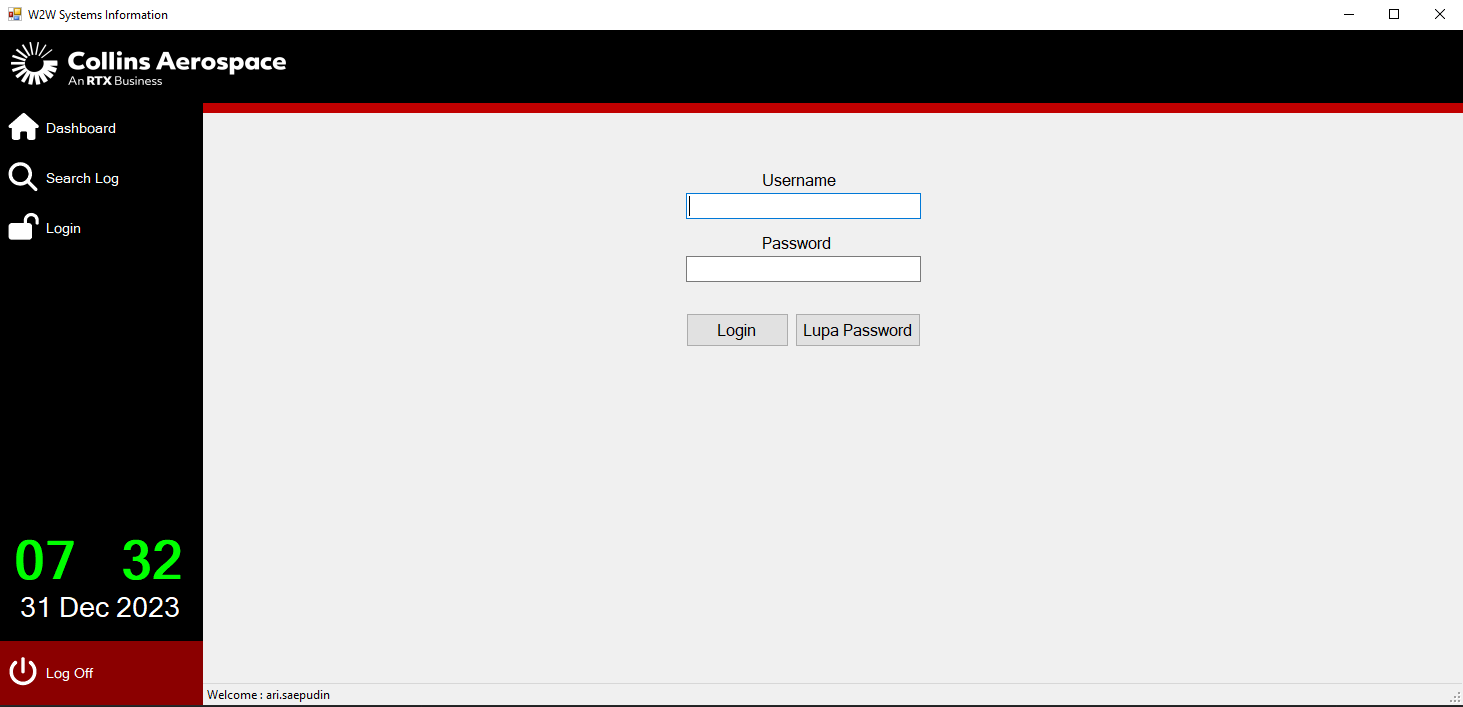 W2W Systems Information
Collins Aerospace
An RTX Business
Dashboard
Search Log
Login
Username
Password
Login
Lupa Password
07 32
31 Dec 2023
Log Off
Welcome : ari.saepudin